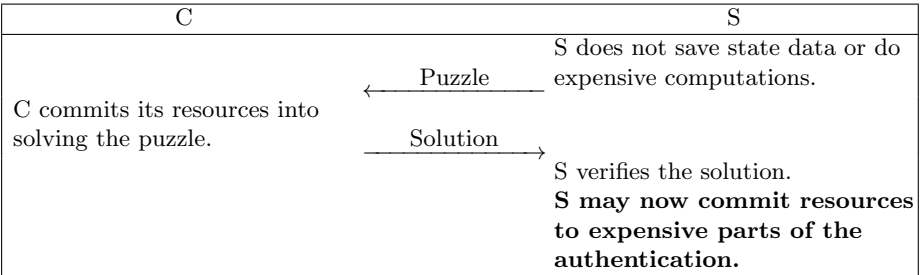 C
S
S does not save state data or do
expensive computations.
Puzzle
C commits its resources into
solving the puzzle.
Solution
S verifies the solution.
S may now commit resources
to expensive parts of the
authentication.